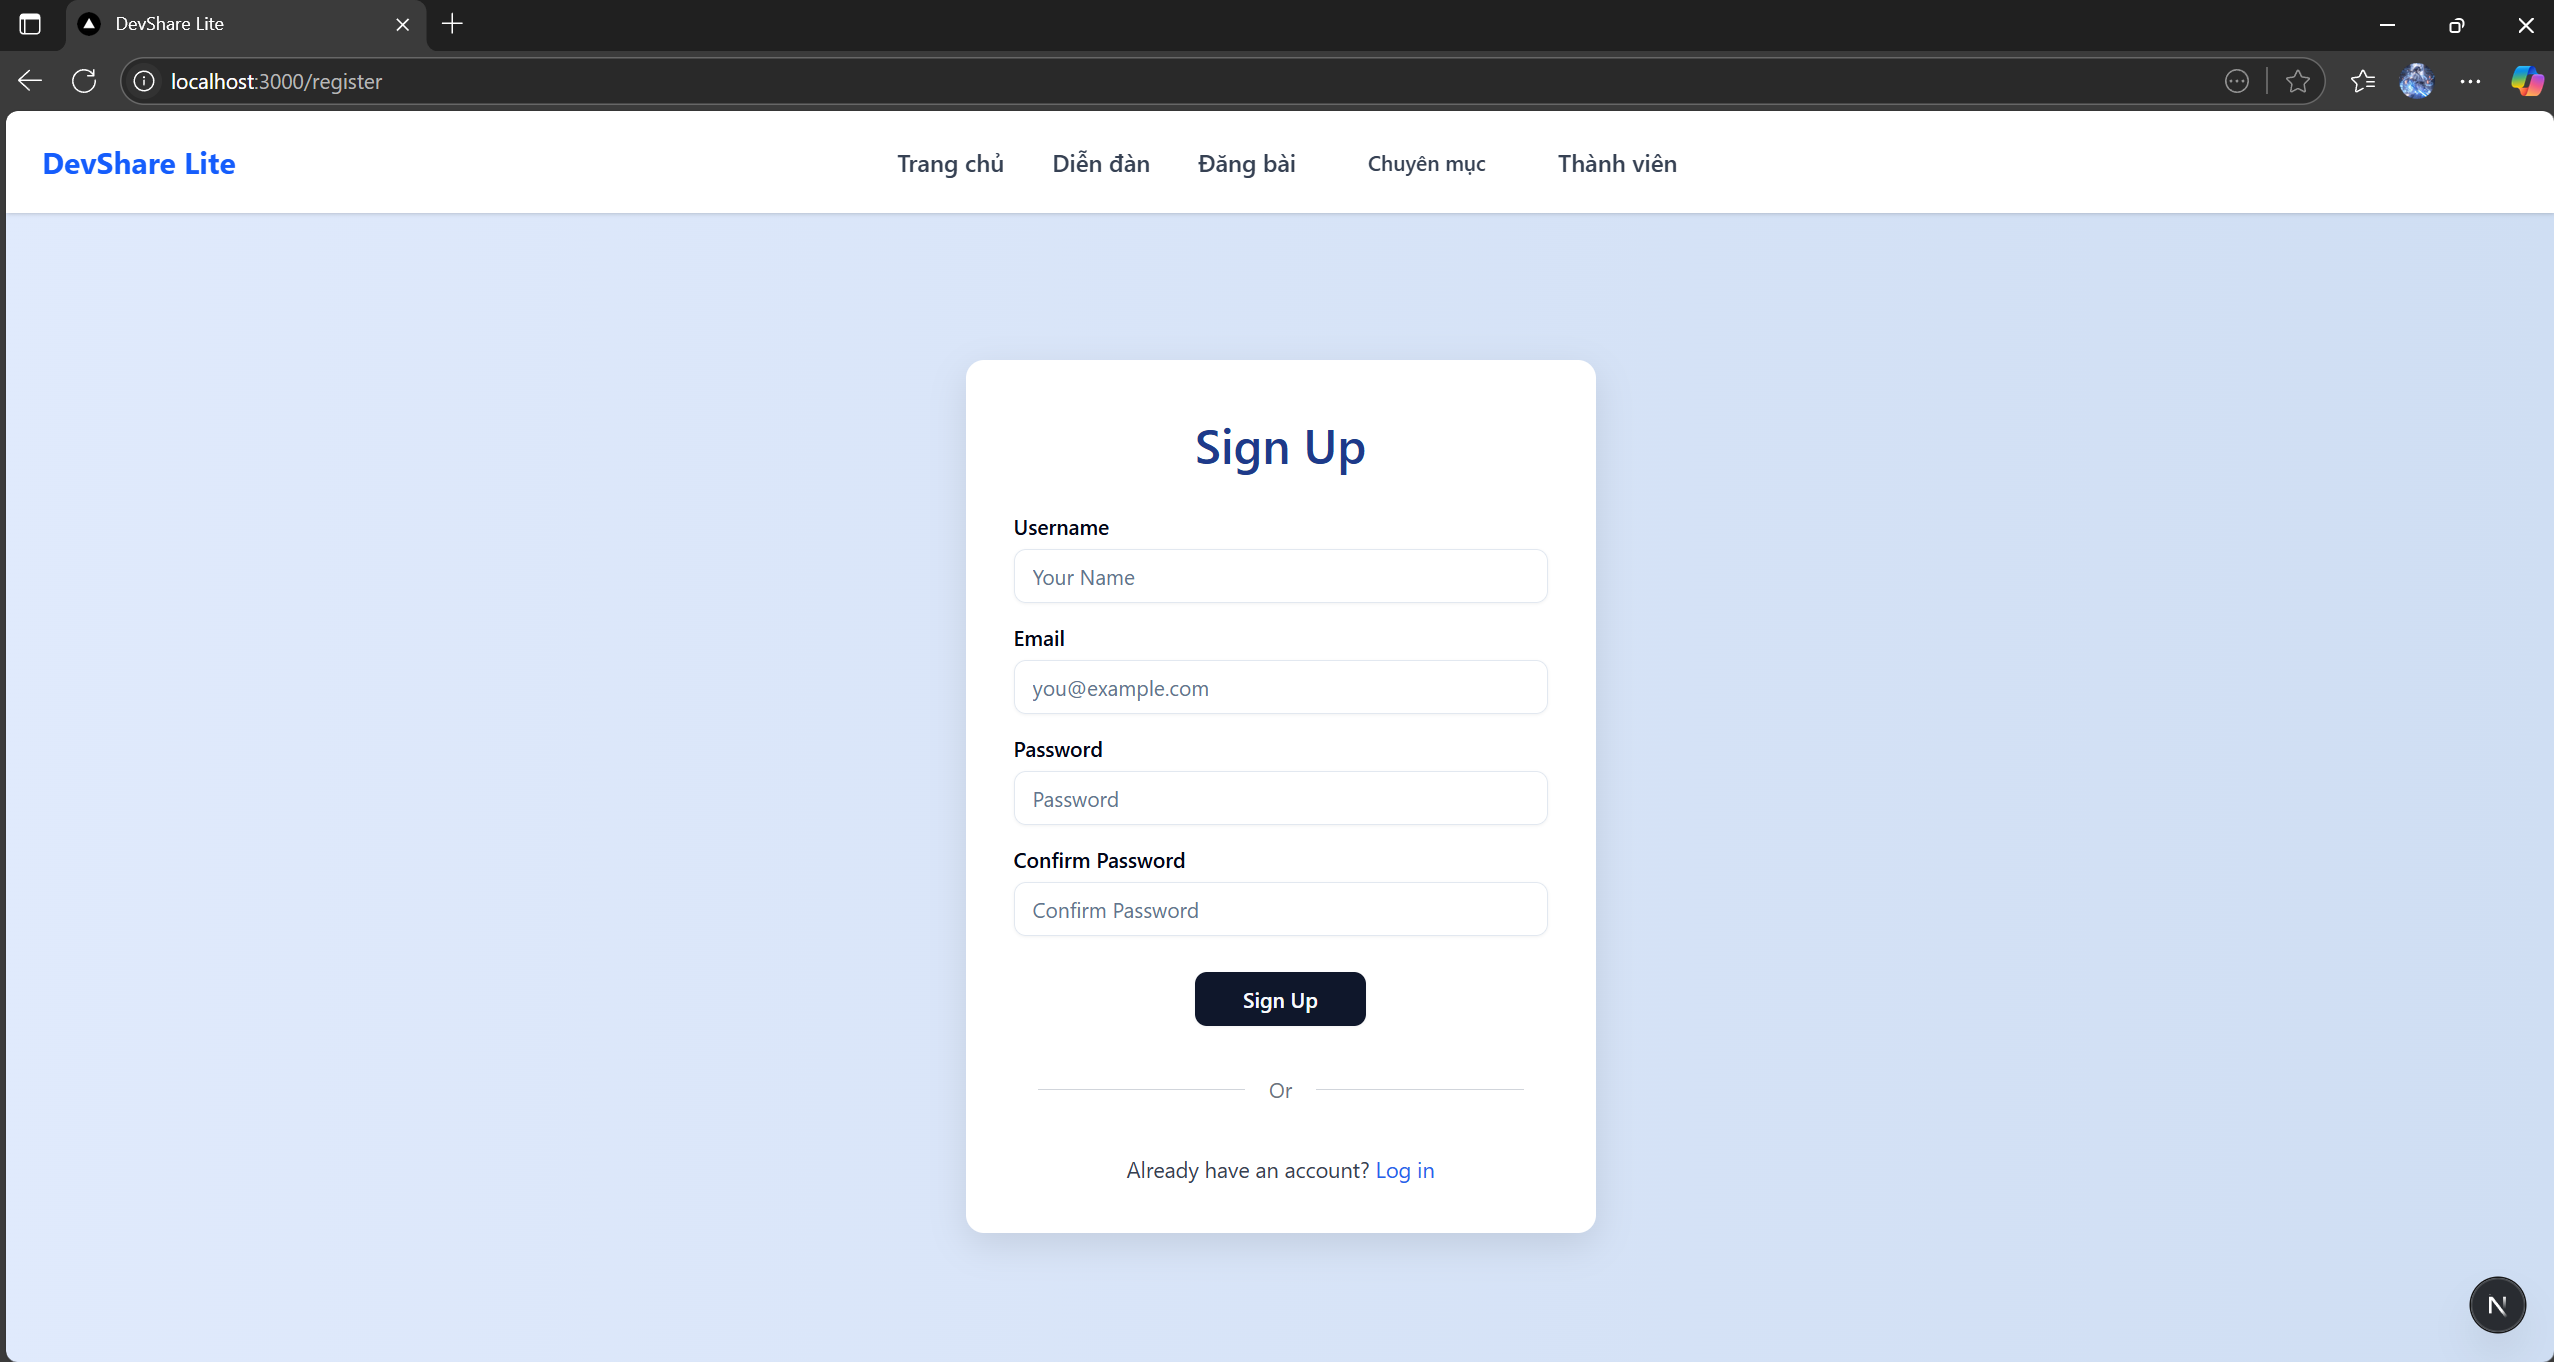 DevShare Lite
localhost:3000/register
DevShare Lite
Trang chủ Diễn đàn Đăng bài Chuyên mục Thành viên
Sign Up
Username
Your Name
Email
you@example.com
Password
Password
Confirm Password
Confirm Password
Sign Up
Or
Already have an account? Log in
N